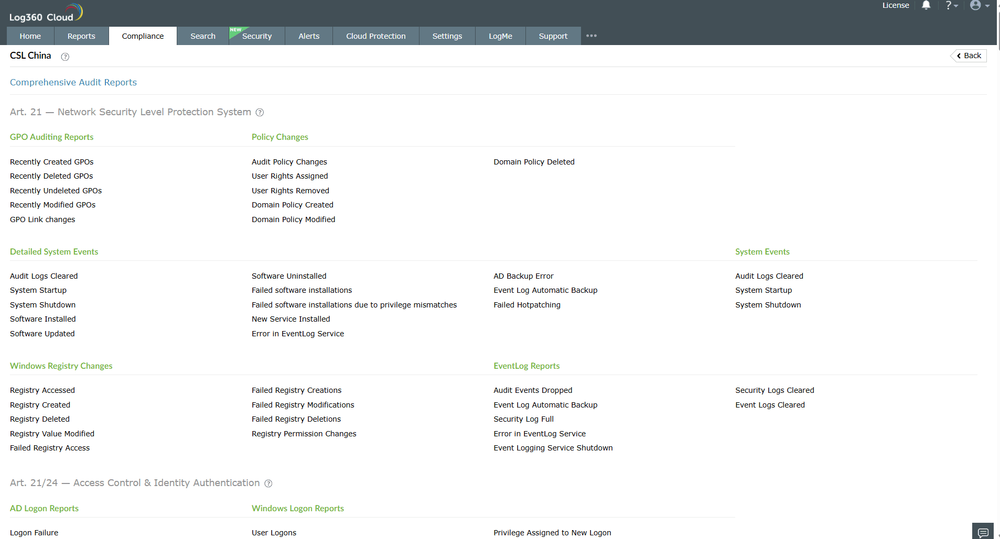 License
Log360 Cloud
Home Reports Compliance Search NEW Security Alerts Cloud Protection Settings LogMe Support
CSL China
Back
Comprehensive Audit Reports
Art. 21 — Network Security Level Protection System
GPO Auditing Reports
Recently Created GPOs
Recently Deleted GPOs
Recently Undeleted GPOs
Recently Modified GPOs
GPO Link changes
Policy Changes
Audit Policy Changes
User Rights Assigned
User Rights Removed
Domain Policy Created
Domain Policy Modified
Domain Policy Deleted
Detailed System Events
Audit Logs Cleared
System Startup
System Shutdown
Software Installed
Software Updated
Software Uninstalled
Failed software installations
Failed software installations due to privilege mismatches
New Service Installed
Error in EventLog Service
AD Backup Error
Event Log Automatic Backup
Failed Hotpatching
System Events
Audit Logs Cleared
System Startup
System Shutdown
Windows Registry Changes
Registry Accessed
Registry Created
Registry Deleted
Registry Value Modified
Failed Registry Access
Failed Registry Creations
Failed Registry Modifications
Failed Registry Deletions
Registry Permission Changes
EventLog Reports
Audit Events Dropped
Event Log Automatic Backup
Security Log Full
Error in EventLog Service
Event Logging Service Shutdown
Security Logs Cleared
Event Logs Cleared
Art. 21/24 — Access Control & Identity Authentication
AD Logon Reports
Logon Failure
Windows Logon Reports
User Logons
Privilege Assigned to New Logon